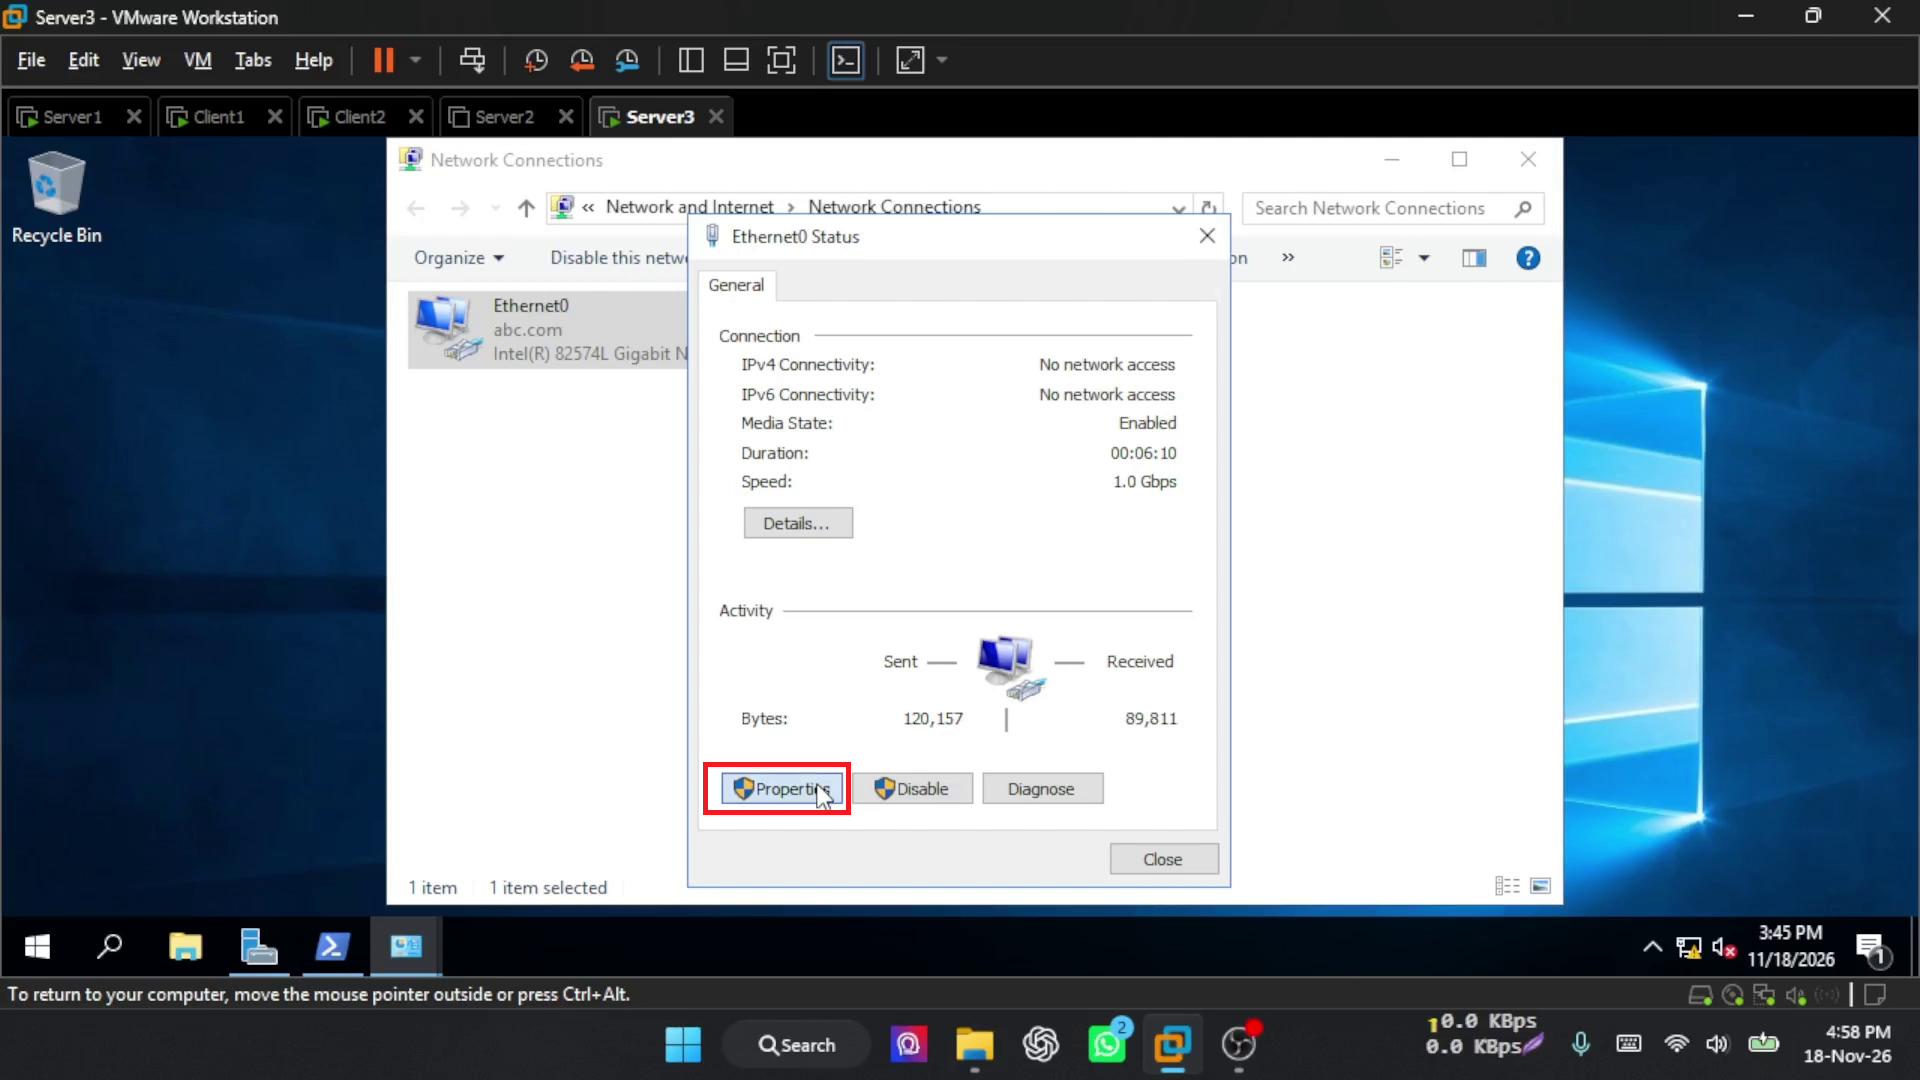 Server3 - VMware Workstation
File Edit View VM Tabs Help
Server1 Client1 Client2 Server2 Server3
Recycle Bin
Network Connections
« Network and Internet › Network Connections
Search Network Connections
Organize Disable this netw on »
Ethernet0
abc.com
Intel(R) 82574L Gigabit N
Ethernet0 Status
General
Connection
IPv4 Connectivity: No network access
IPv6 Connectivity: No network access
Media State: Enabled
Duration: 00:06:10
Speed: 1.0 Gbps
Details...
Activity
Sent Received
Bytes: 120,157 89,811
Properties Disable Diagnose
Close
1 item 1 item selected
3:45 PM
11/18/2026
1
To return to your computer, move the mouse pointer outside or press Ctrl+Alt.
Search
2
0.0 KBps
0.0 KBps
4:58 PM
18-Nov-26